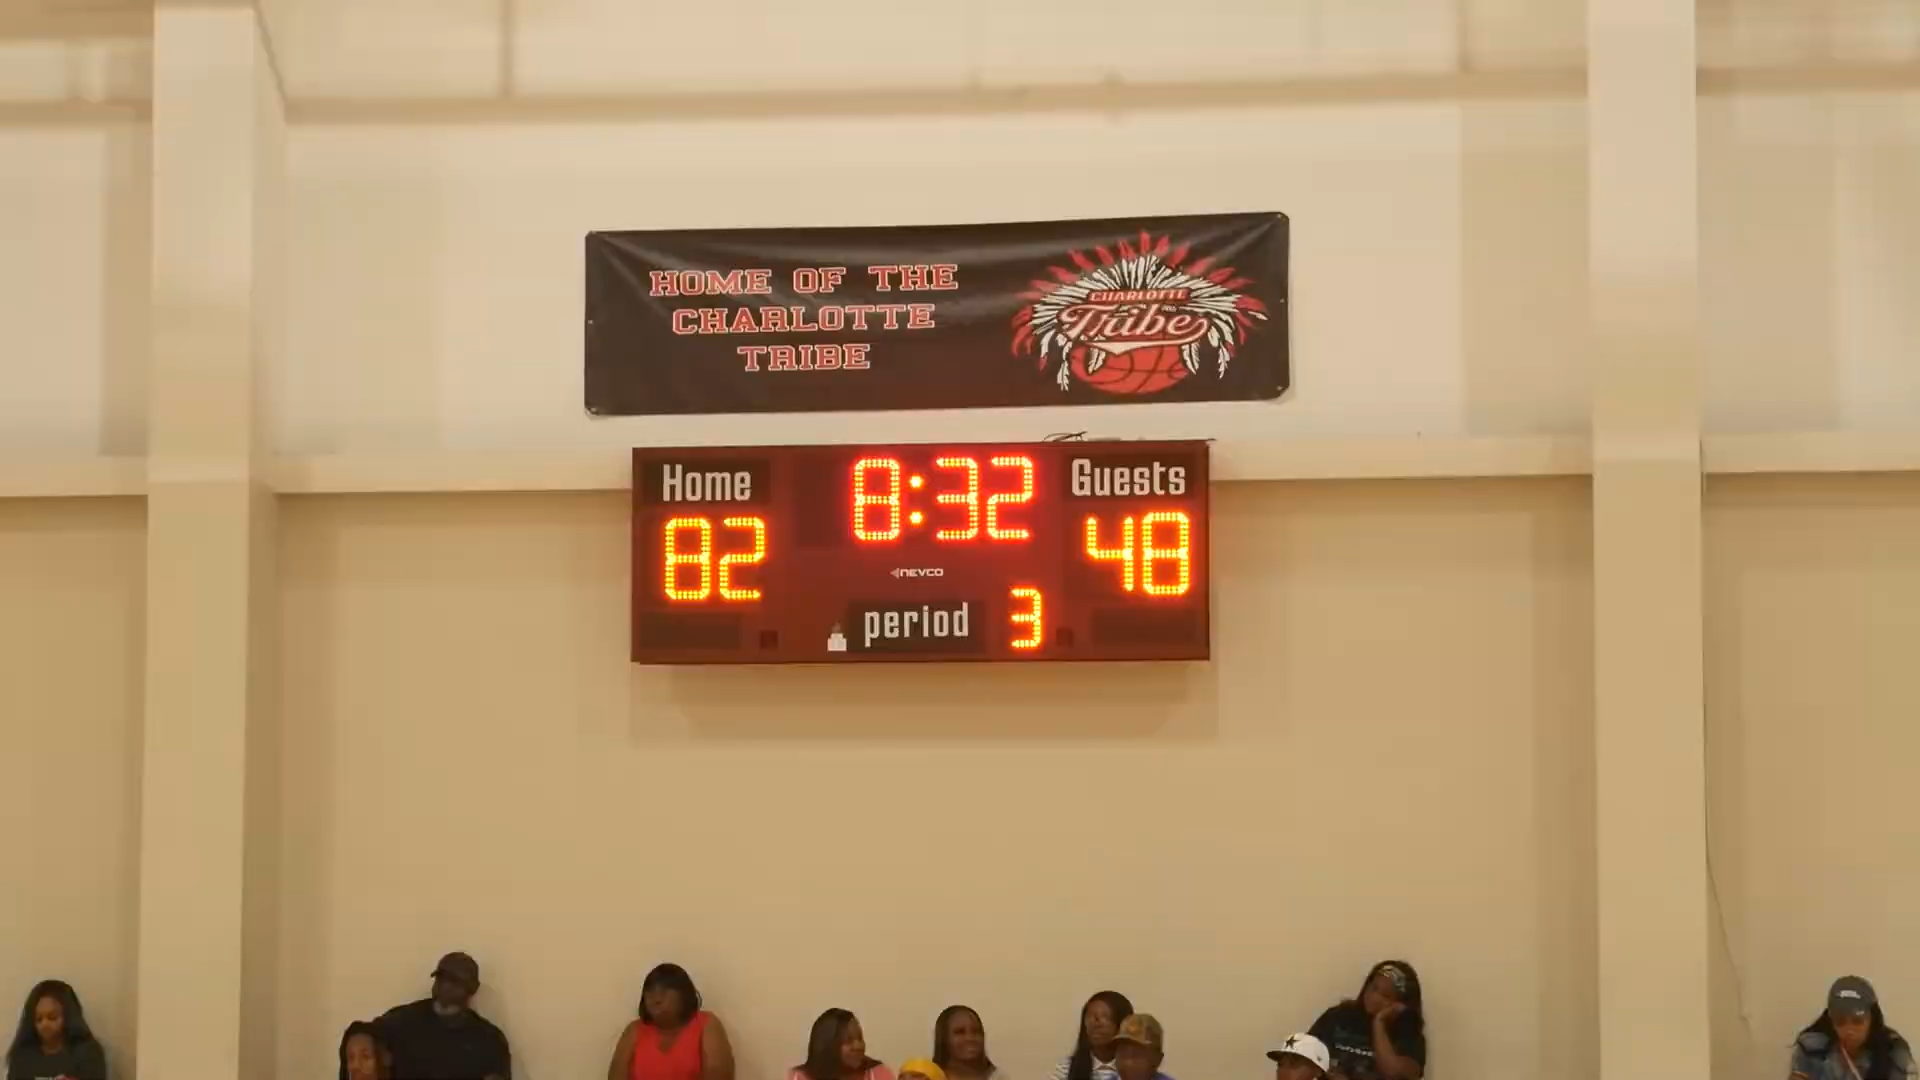 HOME OF THE
CHARLOTTE
TRIBE
CHARLOTTE
Tribe
Home
8:32
Guests
82
48
NEVCO
period
3